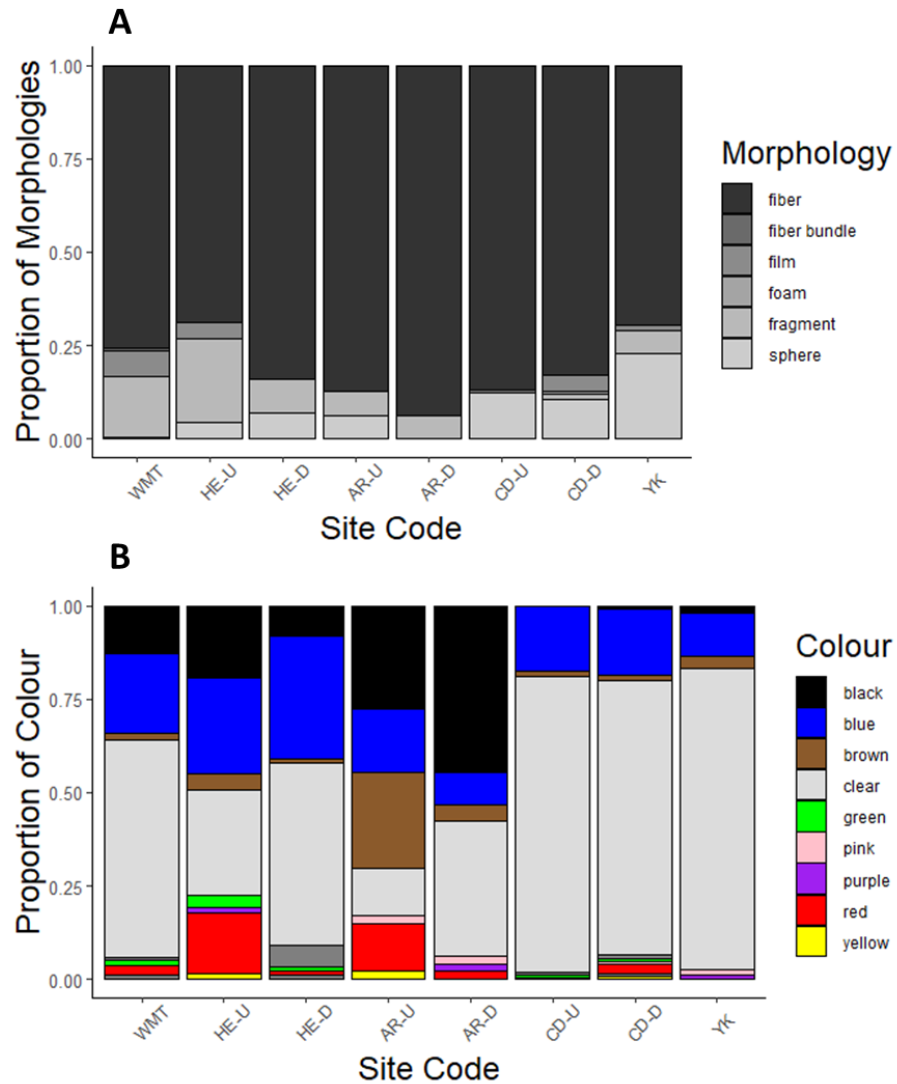 A
Proportion of Morphologies
1.00
0.75
0.50
0.25
0.00
WMT
HE-U
HE-D
AR-U
AR-D
CD-U
CD-D
YK
Site Code
Morphology
fiber
fiber bundle
film
foam
fragment
sphere
B
Proportion of Colour
1.00
0.75
0.50
0.25
0.00
WMT
HE-U
HE-D
AR-U
AR-D
CD-U
CD-D
YK
Site Code
Colour
black
blue
brown
clear
green
pink
purple
red
yellow